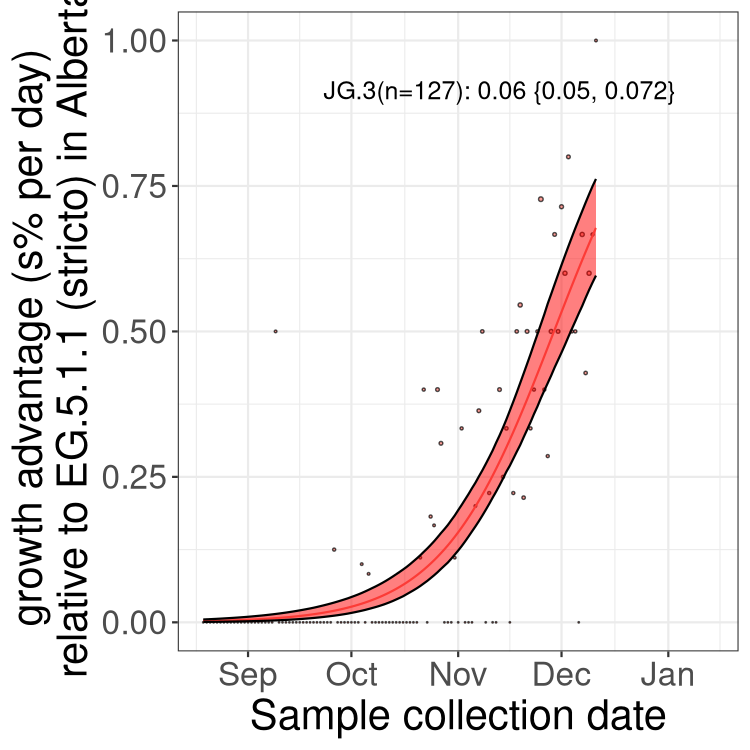 growth advantage (s% per day)
relative to EG.5.1.1 (stricto) in Alberta
1.00
JG.3(n=127): 0.06 {0.05, 0.072}
0.75
0.50
0.25
0.00
Sep Oct Nov Dec Jan
Sample collection date